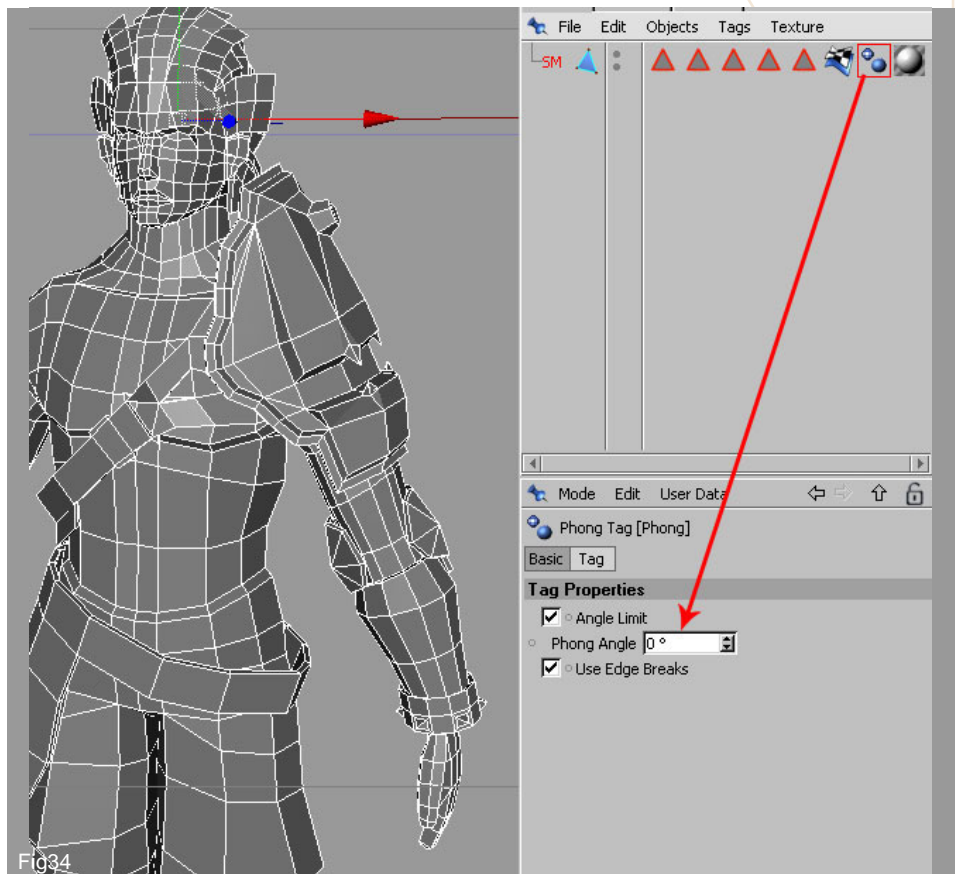 File Edit Objects Tags Texture
SM
Mode Edit User Data
Phong Tag [Phong]
Basic Tag
Tag Properties
Angle Limit
Phong Angle 0 °
Use Edge Breaks
Fig34